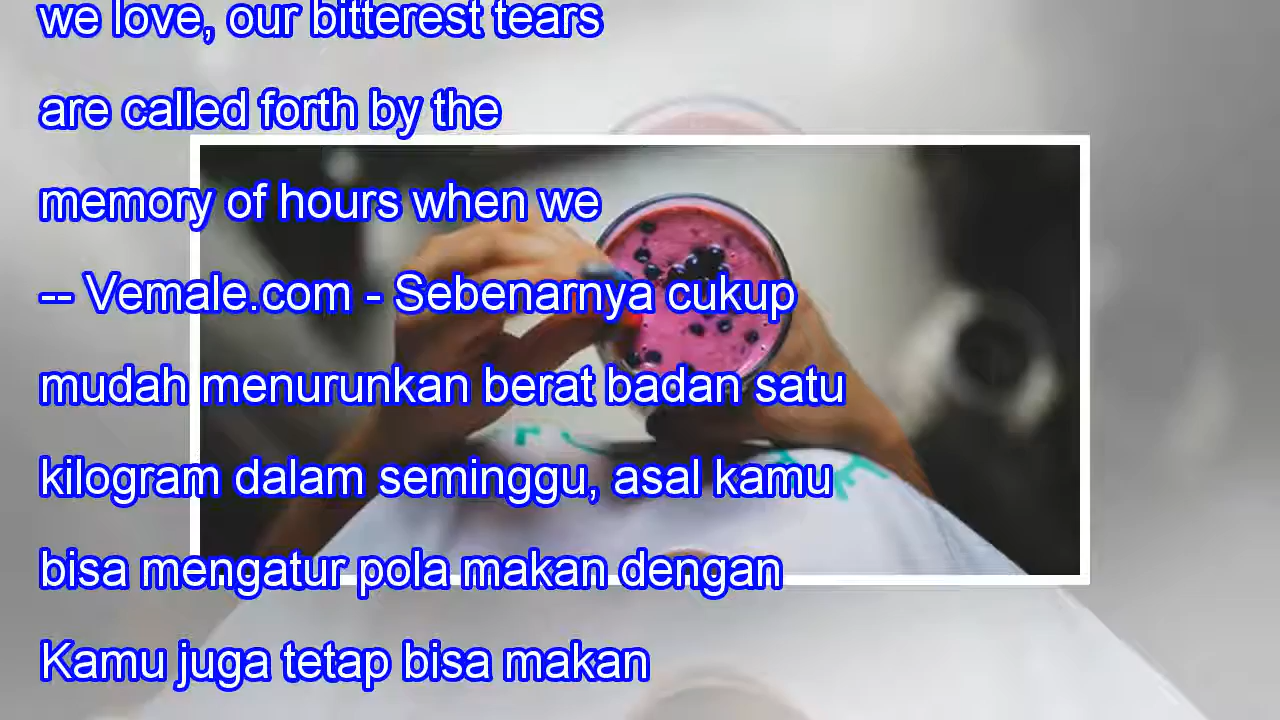 we love, our bitterest tears
are called forth by the
memory of hours when we
-- Vemale.com - Sebenarnya cukup
mudah menurunkan berat badan satu
kilogram dalam seminggu, asal kamu
bisa mengatur pola makan dengan
Kamu juga tetap bisa makan